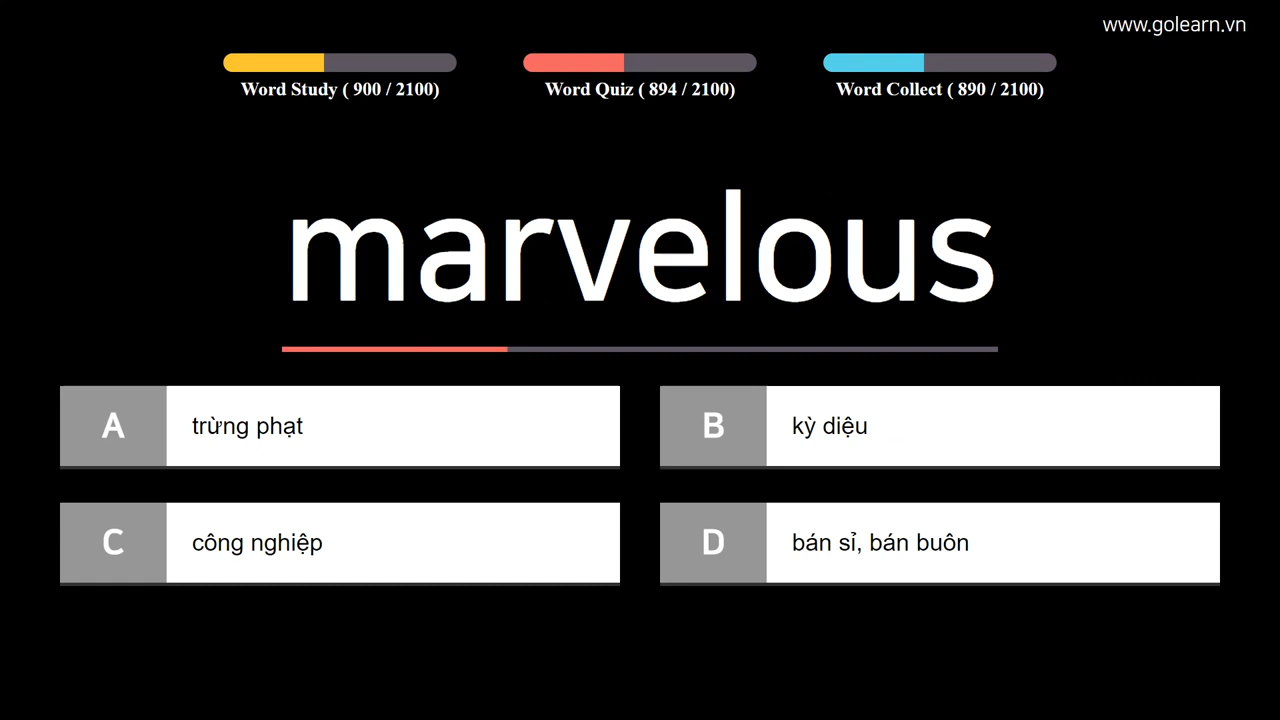 www.golearn.vn
Word Study ( 900 / 2100)
Word Quiz ( 894 / 2100)
Word Collect ( 890 / 2100)
marvelous
A trừng phạt
B kỳ diệu
C công nghiệp
D bán sỉ, bán buôn